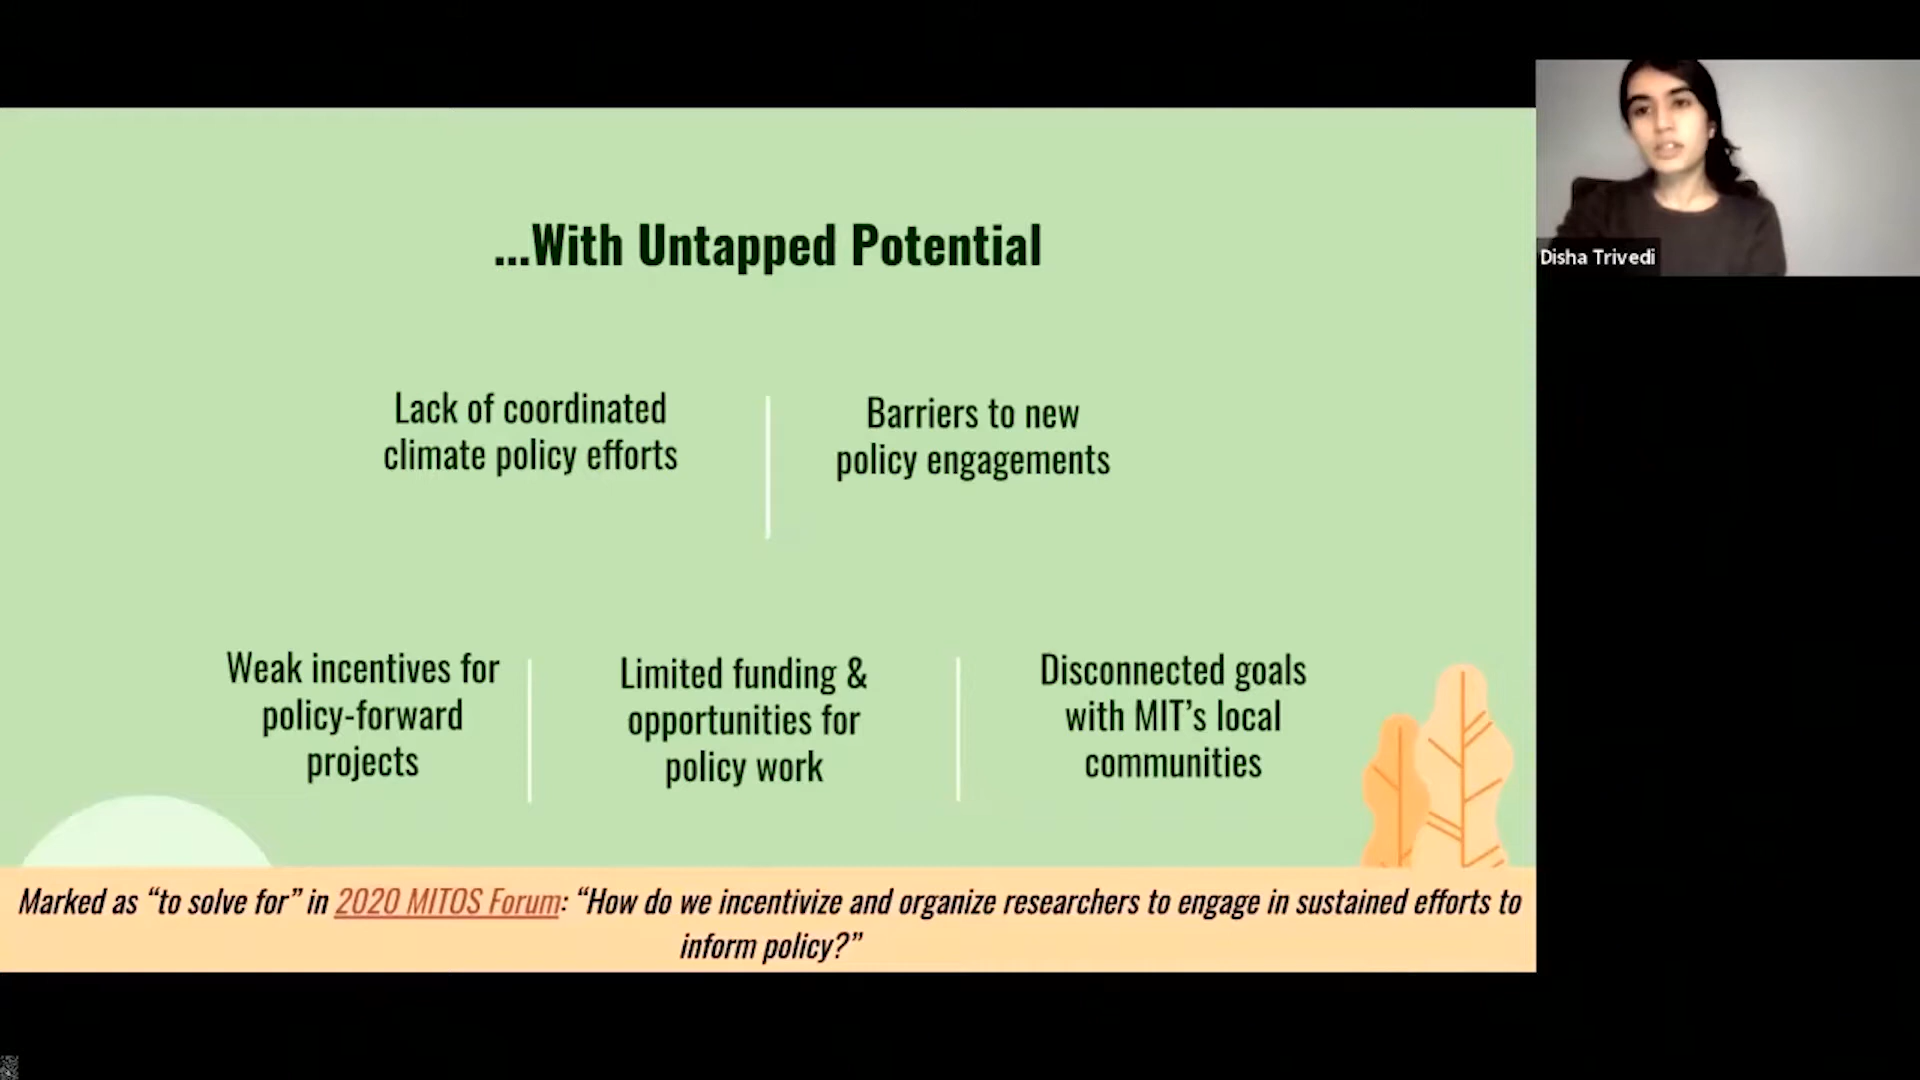 ...With Untapped Potential
Lack of coordinated
climate policy efforts
Barriers to new
policy engagements
Weak incentives for
policy-forward
projects
Limited funding &
opportunities for
policy work
Disconnected goals
with MIT’s local
communities
Marked as “to solve for” in 2020 MITOS Forum: “How do we incentivize and organize researchers to engage in sustained efforts to
inform policy?”
Disha Trivedi